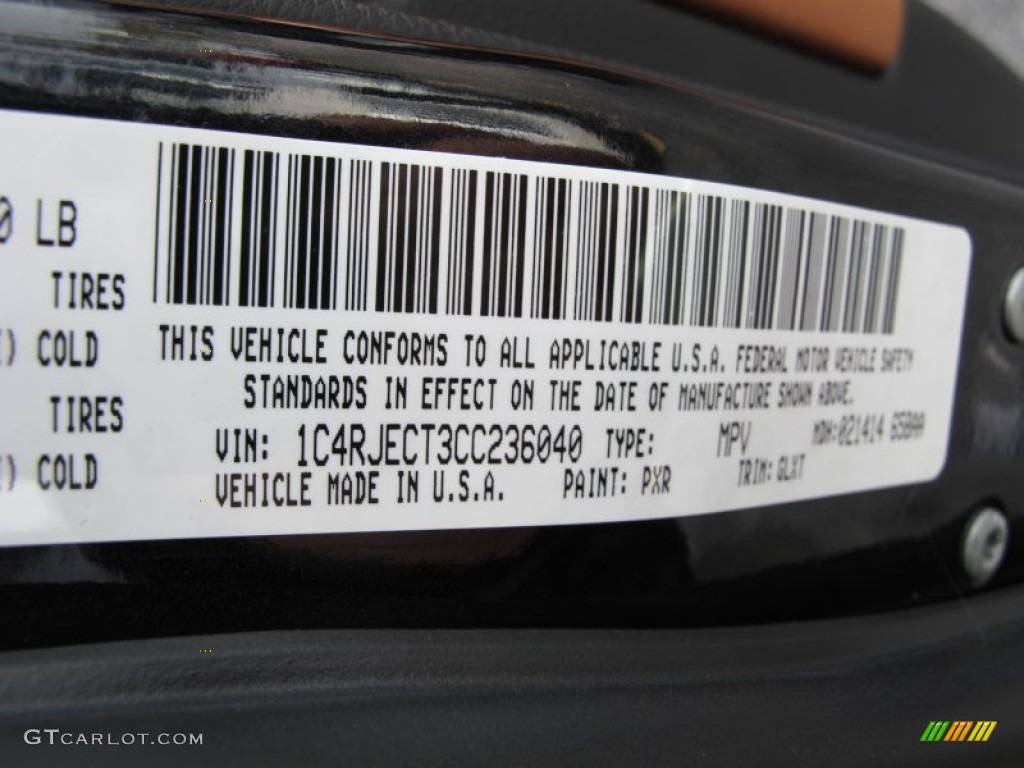 0 LB
TIRES
) COLD
TIRES
) COLD
THIS VEHICLE CONFORMS TO ALL APPLICABLE U.S.A. FEDERAL MOTOR VEHICLE SAFETY
STANDARDS IN EFFECT ON THE DATE OF MANUFACTURE SHOWN ABOVE.
VIN: 1C4RJECT3CC236040 TYPE: MPV MDH:021414 658AA
VEHICLE MADE IN U.S.A. PAINT: PXR TRIM: GLXT
GTCARLOT.COM